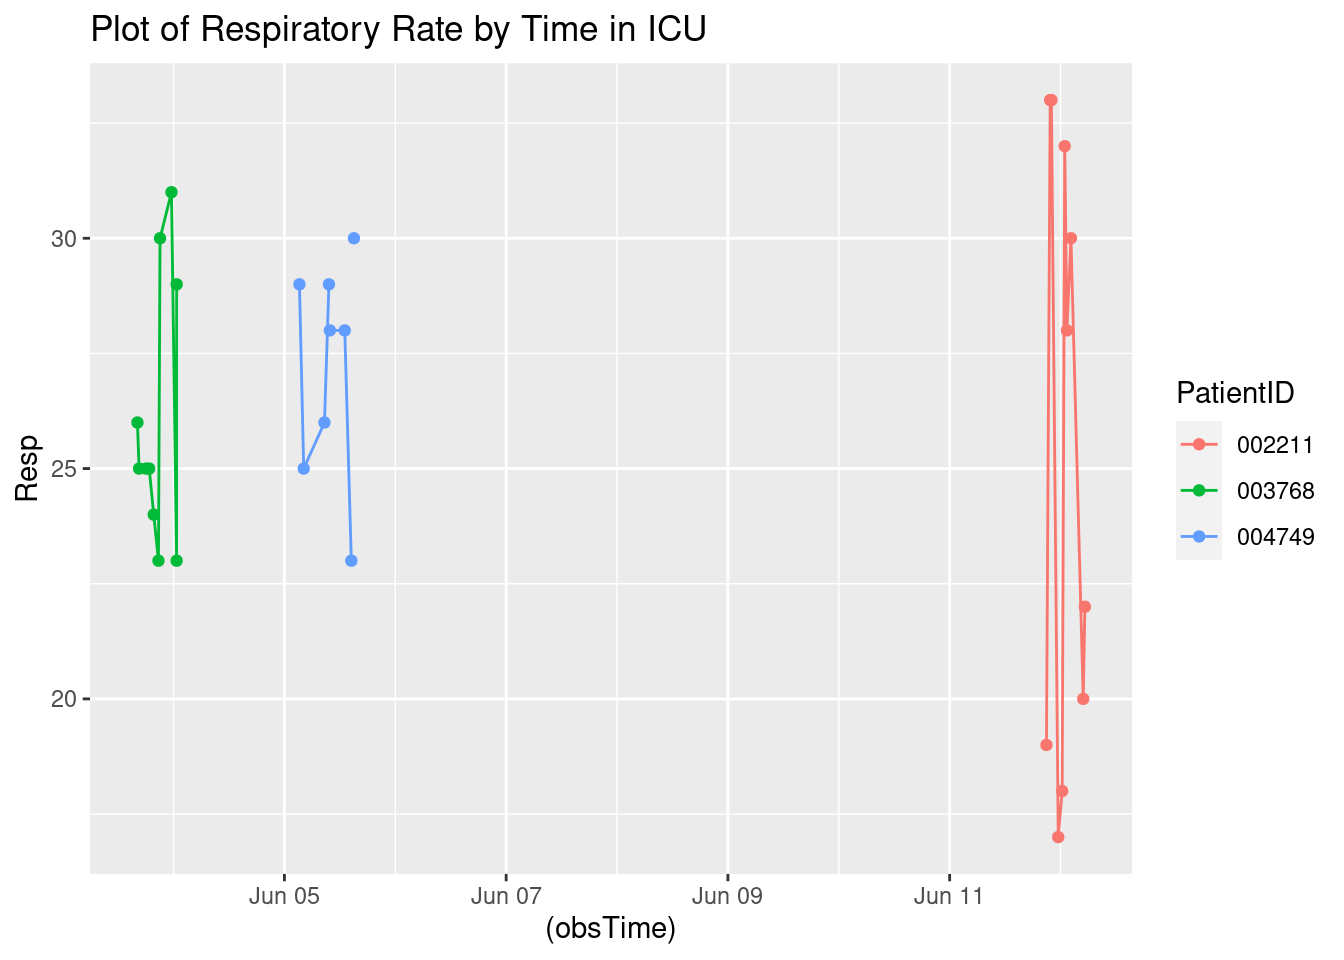 Plot of Respiratory Rate by Time in ICU
30
25
20
Resp
Jun 05 Jun 07 Jun 09 Jun 11
(obsTime)
PatientID
002211
003768
004749